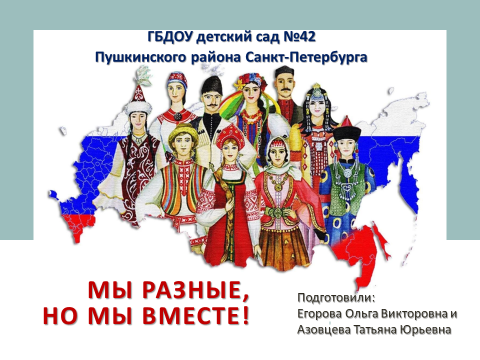 ГБДОУ детский сад №42
Пушкинского района Санкт-Петербурга
МЫ РАЗНЫЕ,
НО МЫ ВМЕСТЕ!
Подготовили:
Егорова Ольга Викторовна и
Азовцева Татьяна Юрьевна